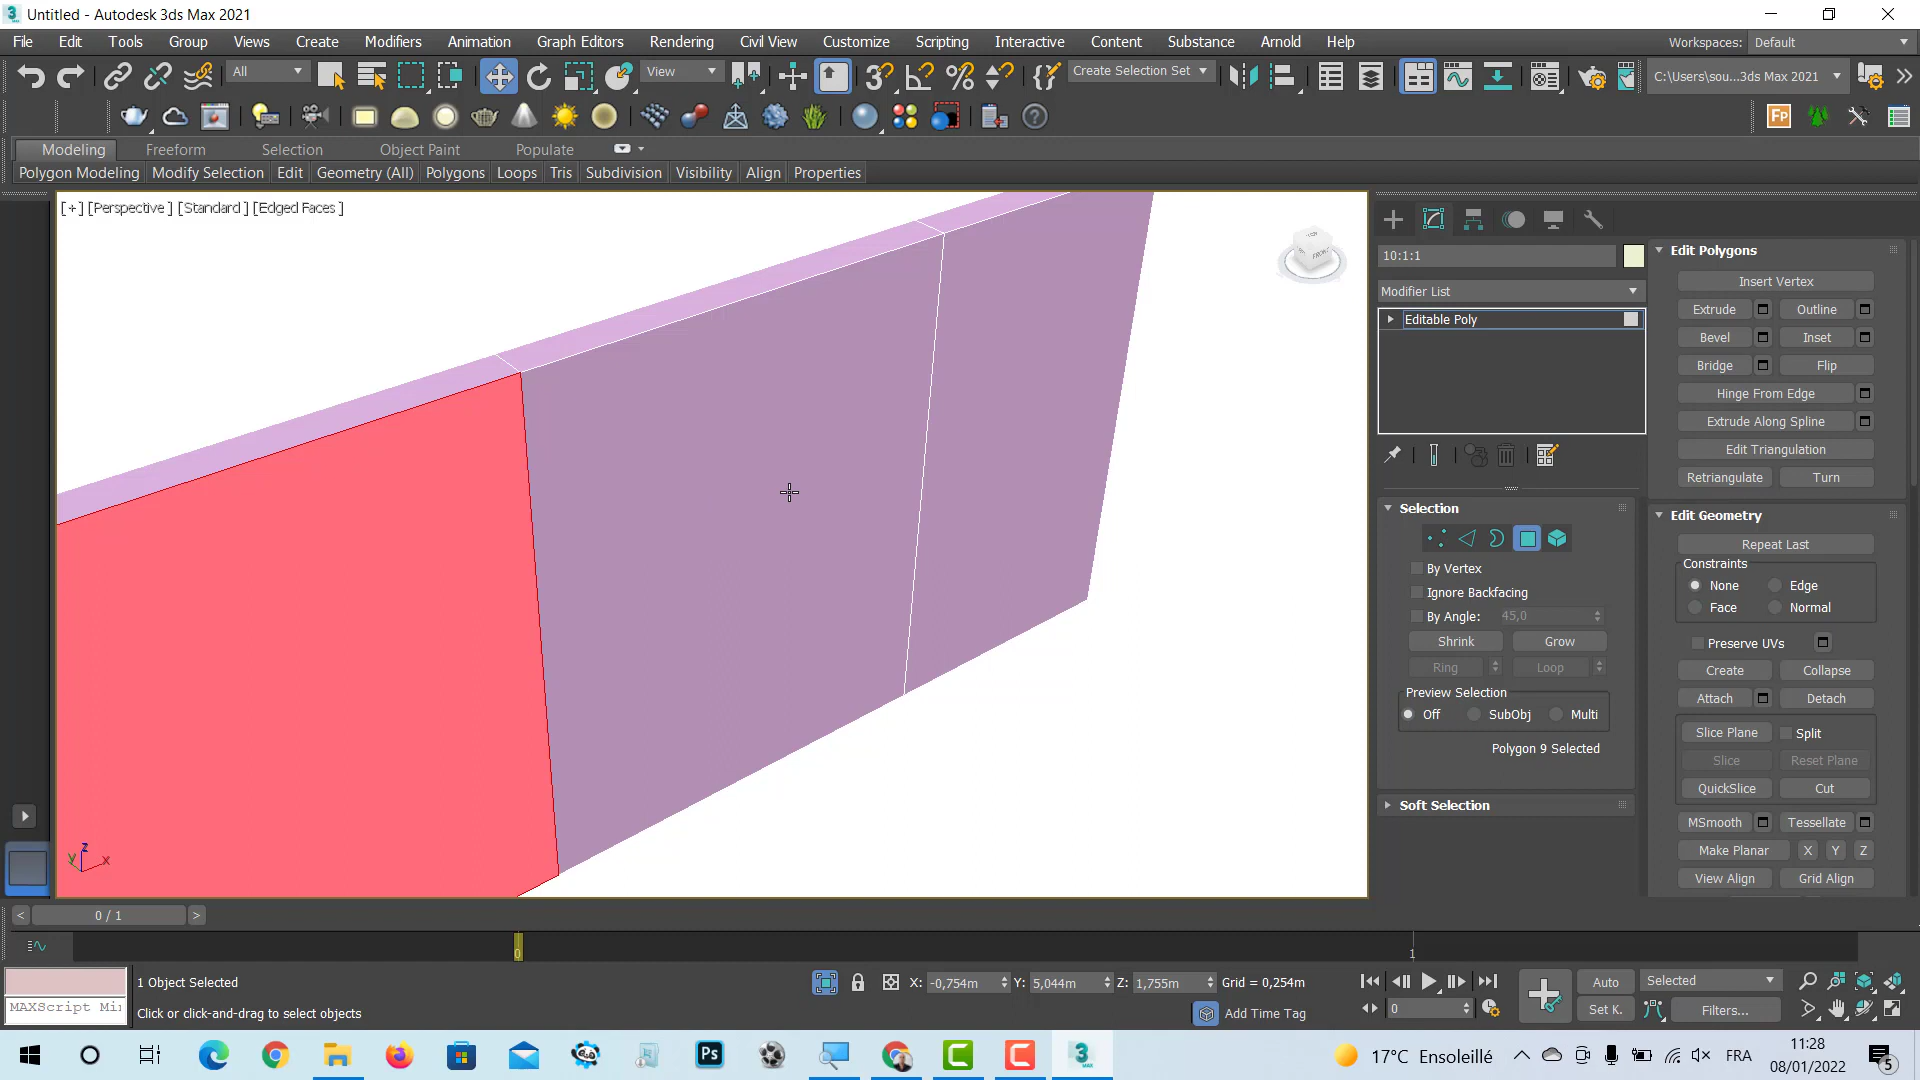 Untitled - Autodesk 3ds Max 2021
File Edit Tools Group Views Create Modifiers Animation Graph Editors Rendering Civil View Customize Scripting Interactive Content Substance Arnold Help Workspaces: Default
All View Create Selection Set C:\Users\sou...3ds Max 2021
Modeling Freeform Selection Object Paint Populate
Polygon Modeling Modify Selection Edit Geometry (All) Polygons Loops Tris Subdivision Visibility Align Properties
[+] [Perspective ] [Standard ] [Edged Faces ]
TOP
FRONT
10:1:1
Modifier List
Editable Poly
Selection
By Vertex
Ignore Backfacing
By Angle: 45,0
Shrink Grow
Ring Loop
Preview Selection
Off SubObj Multi
Polygon 9 Selected
Soft Selection
Edit Polygons
Insert Vertex
Extrude Outline
Bevel Inset
Bridge Flip
Hinge From Edge
Extrude Along Spline
Edit Triangulation
Retriangulate Turn
Edit Geometry
Repeat Last
Constraints
None Edge
Face Normal
Preserve UVs
Create Collapse
Attach Detach
Slice Plane Split
Slice Reset Plane
QuickSlice Cut
MSmooth Tessellate
Make Planar X Y Z
View Align Grid Align
z
y x
< 0 / 1 >
0 1
1 Object Selected X: -0,754m Y: 5,044m Z: 1,755m Grid = 0,254m Auto Selected
MAXScript Mi Click or click-and-drag to select objects Add Time Tag 0 Set K. Filters...
17°C Ensoleillé FRA 11:28
08/01/2022 5